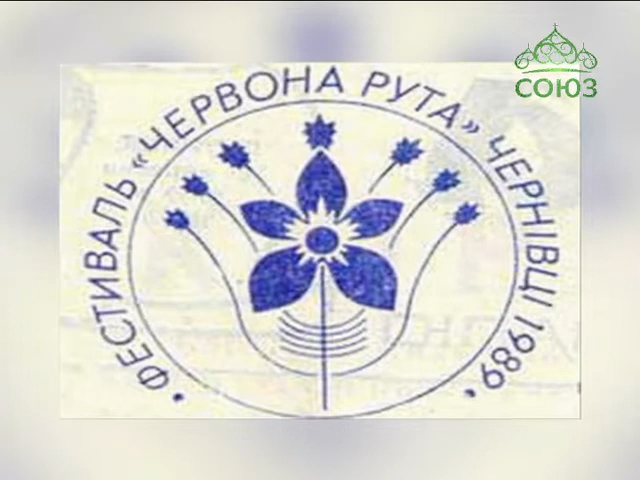 СОЮЗ
• ФЕСТИВАЛЬ «ЧЕРВОНА РУТА» ЧЕРНІВЦІ 1989 •